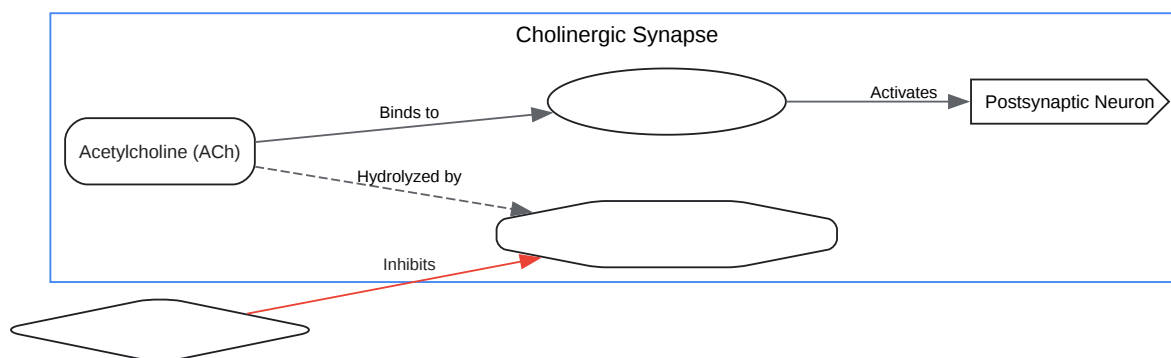 Cholinergic Synapse
Acetylcholine (ACh)
Binds to
Activates
Postsynaptic Neuron
Hydrolyzed by
Inhibits